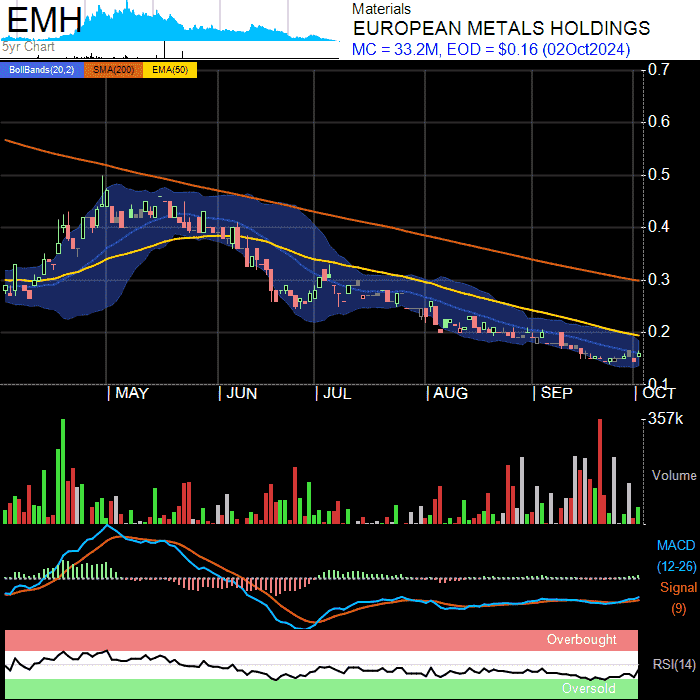 EMH
5yr Chart
Materials
EUROPEAN METALS HOLDINGS
MC = 33.2M, EOD = $0.16 (02Oct2024)
BollBands(20,2) SMA(200) EMA(50)
0.7
0.6
0.5
0.4
0.3
0.2
0.1
MAY JUN JUL AUG SEP OCT
357k
Volume
MACD
(12-26)
Signal
(9)
Overbought
RSI(14)
Oversold